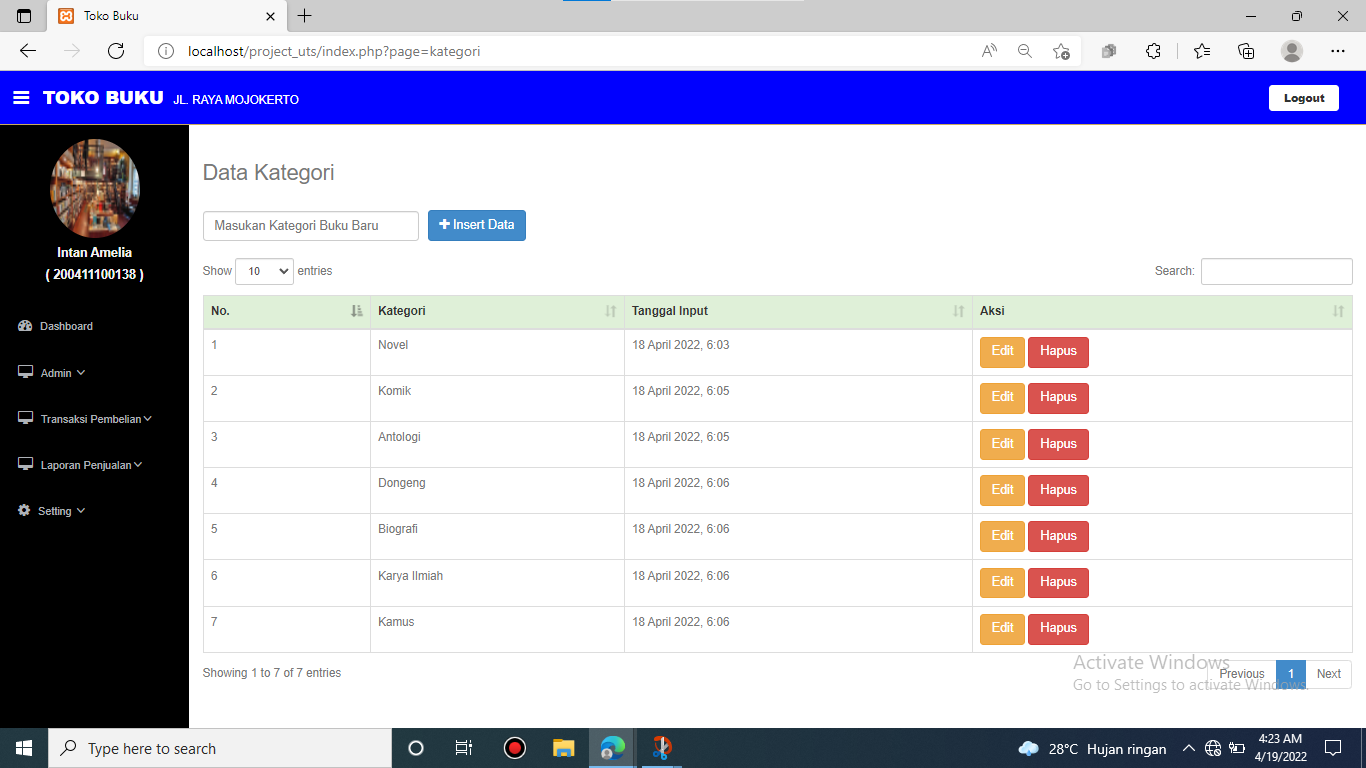 Toko Buku
localhost/project_uts/index.php?page=kategori
TOKO BUKU JL. RAYA MOJOKERTO
Logout
Intan Amelia
( 200411100138 )
Dashboard
Admin
Transaksi Pembelian
Laporan Penjualan
Setting
Data Kategori
Masukan Kategori Buku Baru
Insert Data
Show 10 entries
Search:
No. Kategori Tanggal Input Aksi
1 Novel 18 April 2022, 6:03 Edit Hapus
2 Komik 18 April 2022, 6:05 Edit Hapus
3 Antologi 18 April 2022, 6:05 Edit Hapus
4 Dongeng 18 April 2022, 6:06 Edit Hapus
5 Biografi 18 April 2022, 6:06 Edit Hapus
6 Karya Ilmiah 18 April 2022, 6:06 Edit Hapus
7 Kamus 18 April 2022, 6:06 Edit Hapus
Showing 1 to 7 of 7 entries
Previous 1 Next
Activate Windows
Go to Settings to activate Windows.
Type here to search
28°C Hujan ringan
4:23 AM
4/19/2022